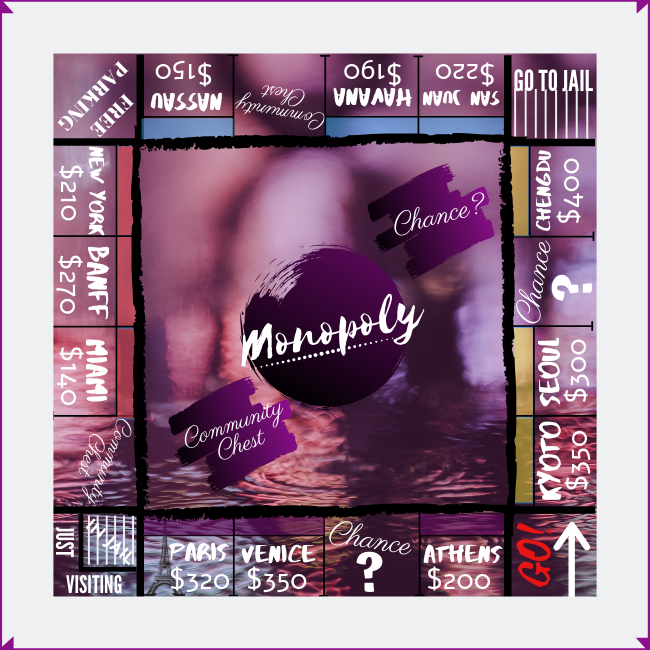 FREE
PARKING
NASSAU
$150
Community
Chest
HAVANA
$190
SAN JUAN
$220
GO TO JAIL
NEW YORK
$210
BANFF
$270
MIAMI
$140
Community
Chest
Chance?
Monopoly
Community
Chest
CHENGDU
$400
Chance
?
SEOUL
$300
KYOTO
$350
IN JAIL
JUST
VISITING
PARIS
$320
VENICE
$350
Chance
?
ATHENS
$200
GO!